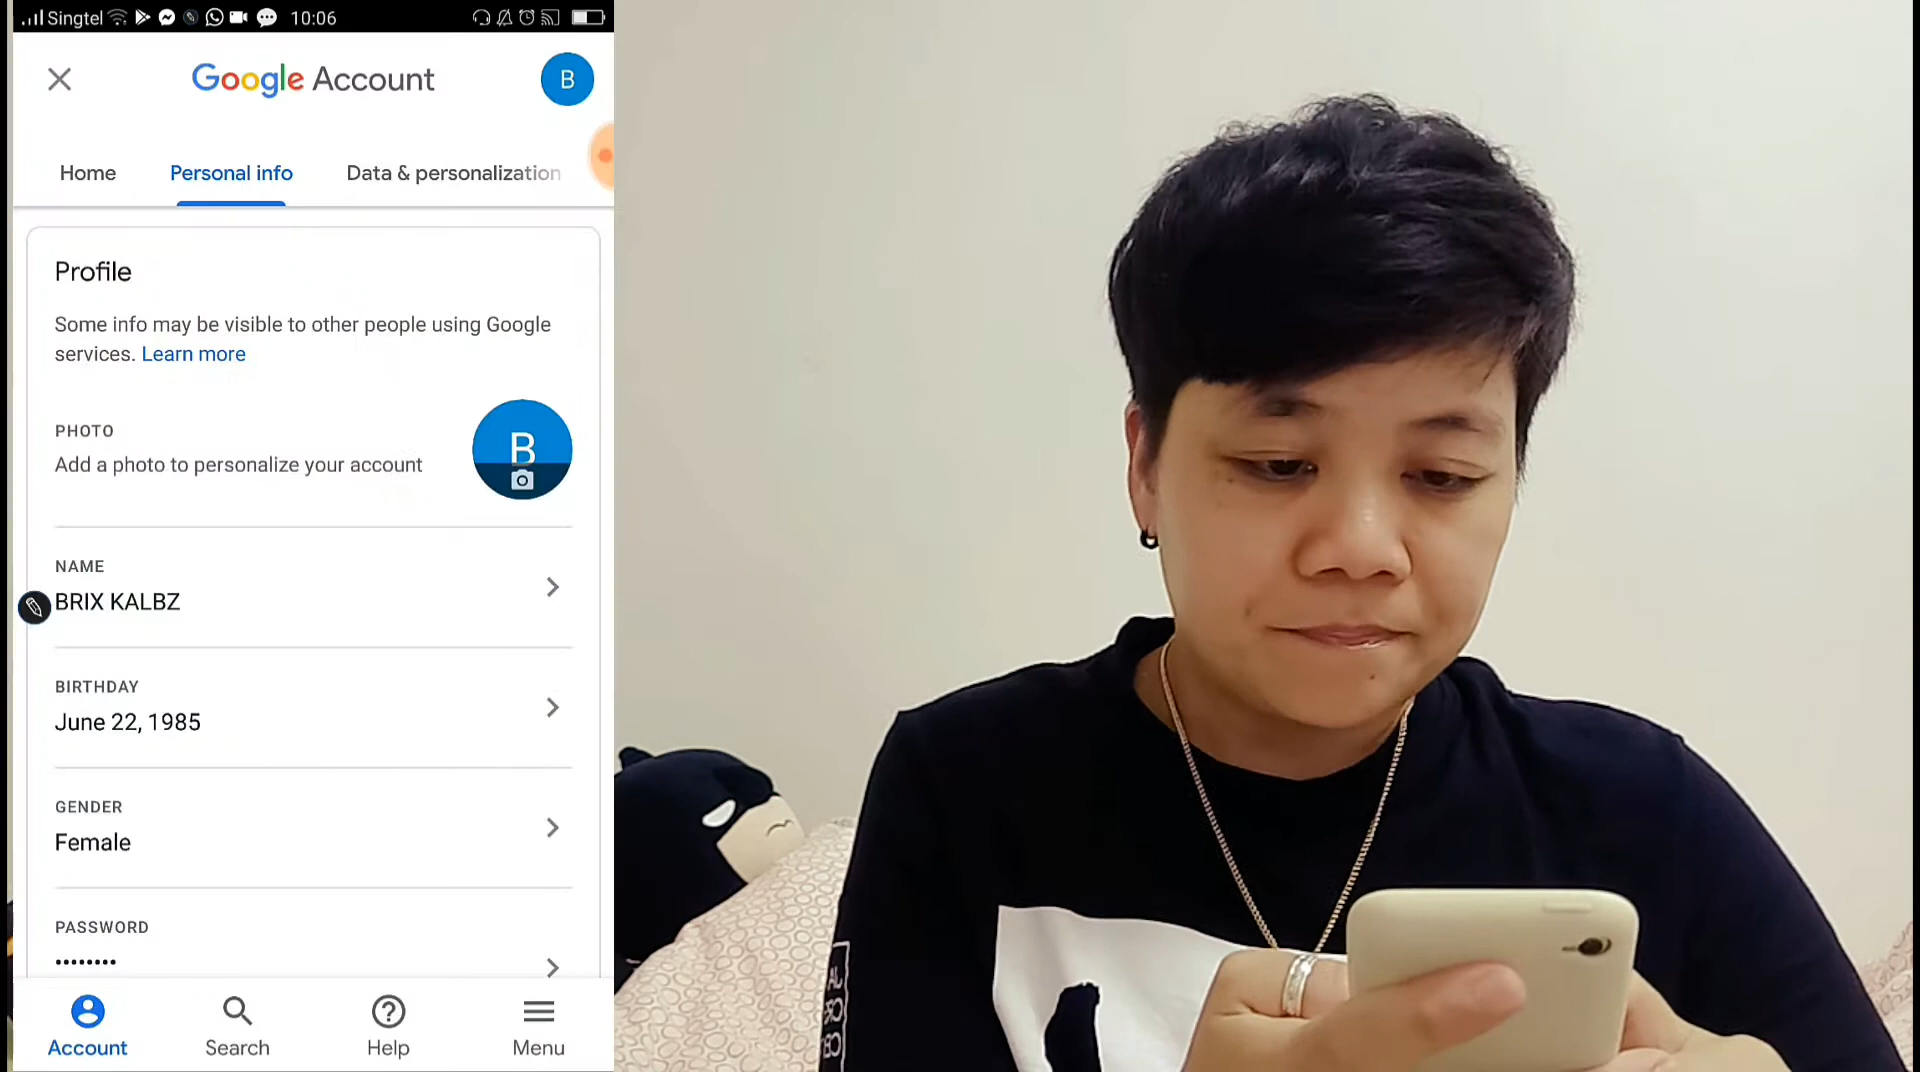 Singtel 10:06
Google Account
B
Home Personal info Data & personalization
Profile
Some info may be visible to other people using Google
services. Learn more
PHOTO
Add a photo to personalize your account
B
NAME
BRIX KALBZ
BIRTHDAY
June 22, 1985
GENDER
Female
PASSWORD
••••••••
Account Search Help Menu